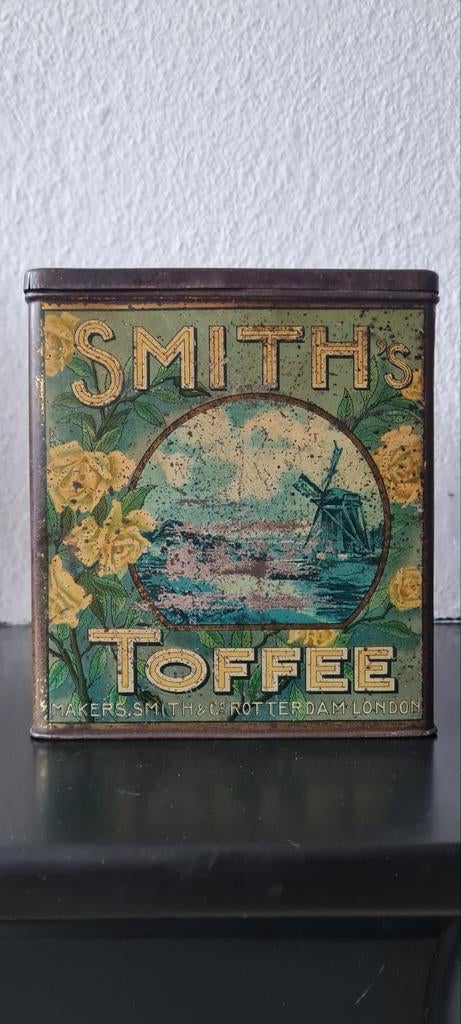 SMITH'S
TOFFEE
MAKERS. SMITH & Co ROTTERDAM-LONDON